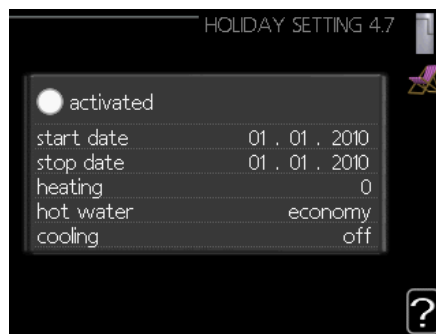 HOLIDAY SETTING 4.7
activated
start date 01 . 01 . 2010
stop date 01 . 01 . 2010
heating 0
hot water economy
cooling off
?